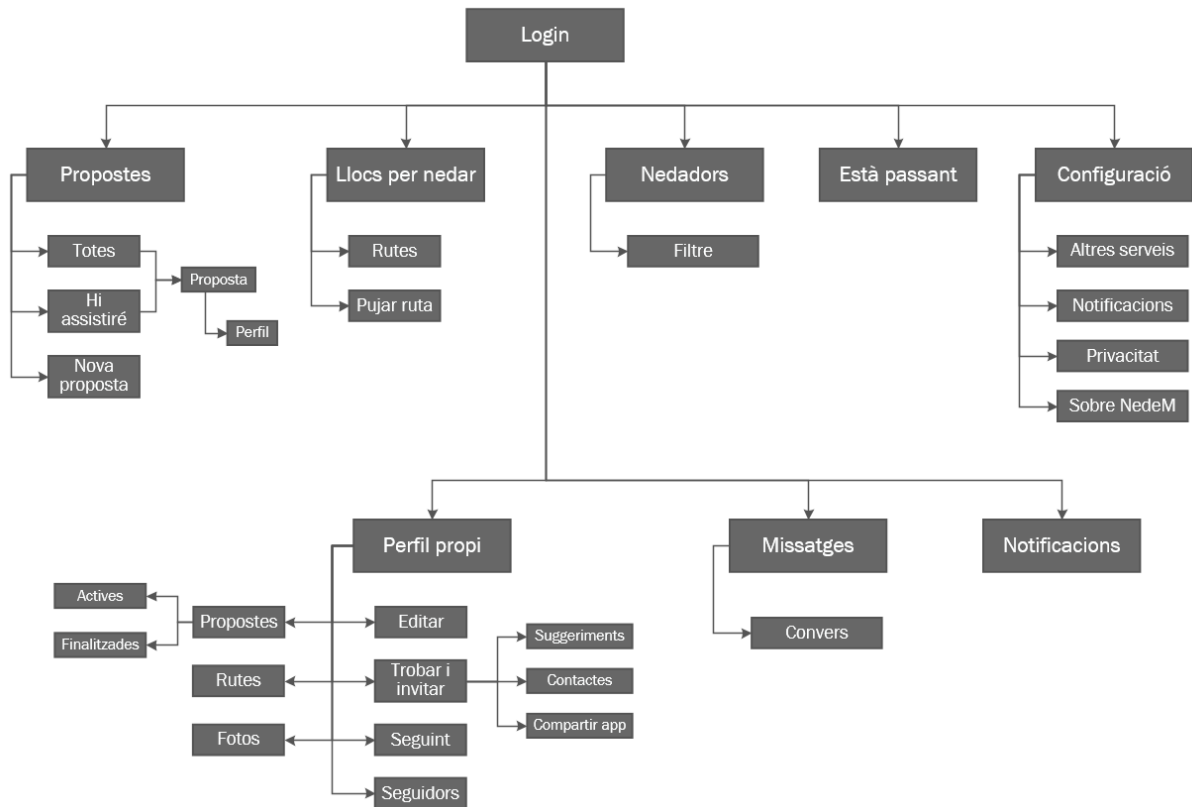 Login
Propostes
Llocs per nedar
Nedadors
Està passant
Configuració
Totes
Hi
assistiré
Nova
proposta
Proposta
Perfil
Rutes
Pujar ruta
Filtre
Altres serveis
Notificacions
Privacitat
Sobre NedeM
Perfil propi
Missatges
Notificacions
Actives
Finalitzades
Propostes
Rutes
Fotos
Editar
Trobar i
invitar
Seguint
Seguidors
Suggeriments
Contactes
Compartir app
Convers